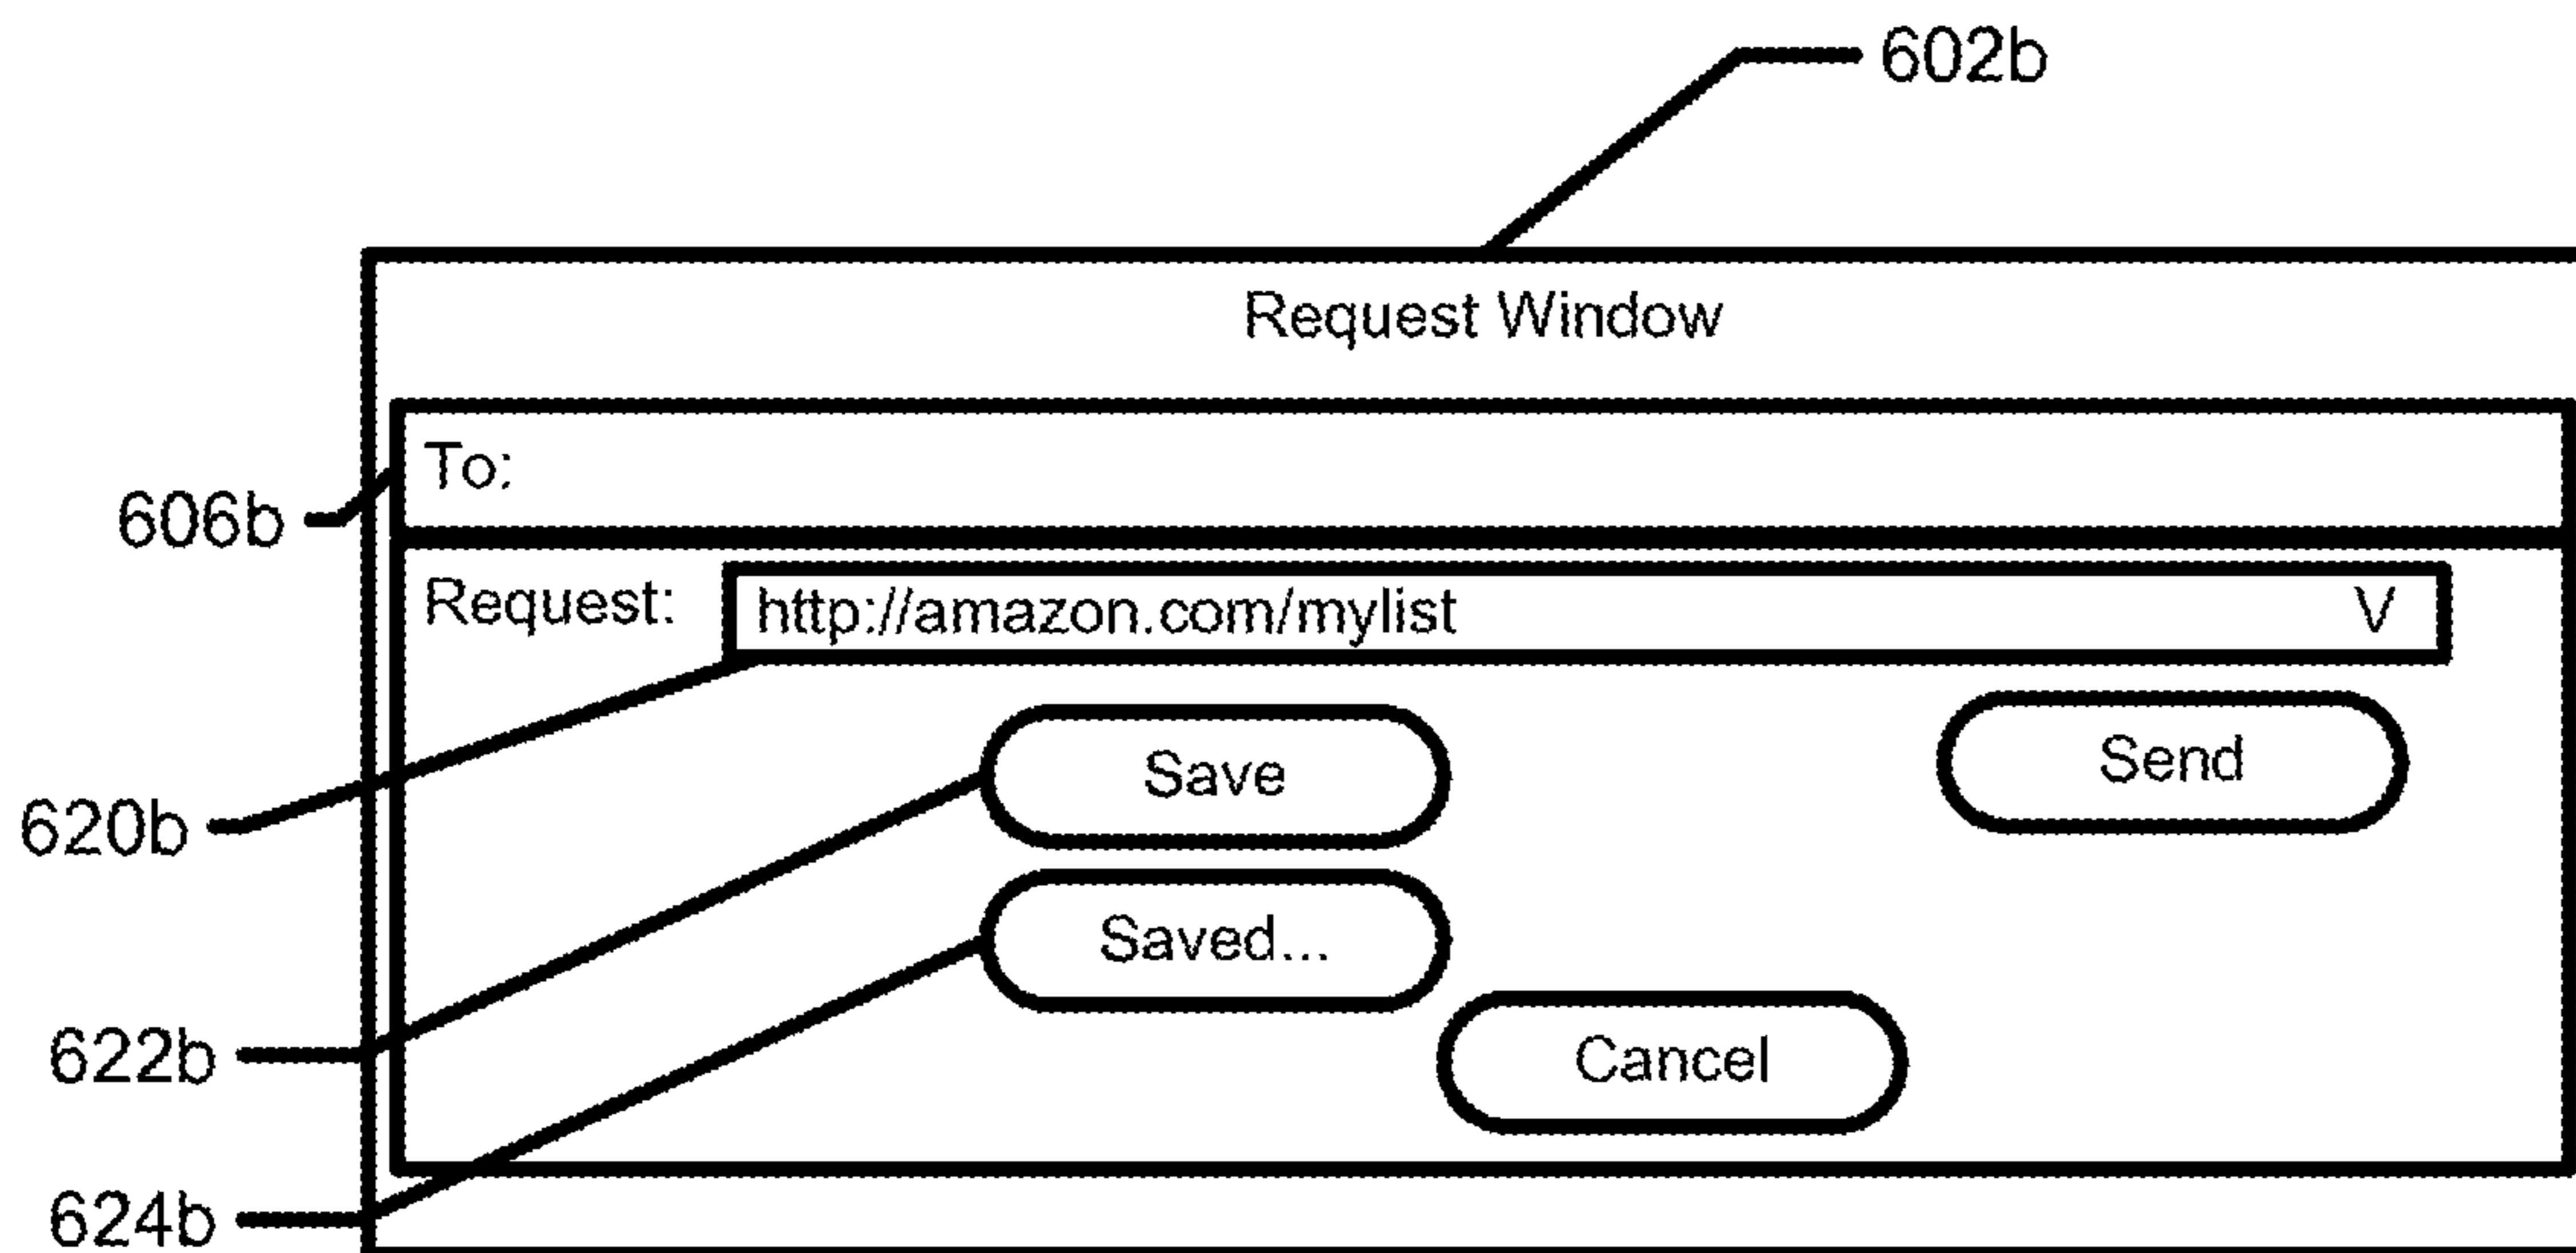 602b
Request Window
To:
606b
Request: http://amazon.com/mylist V
Save Send
620b
Saved...
622b
Cancel
624b